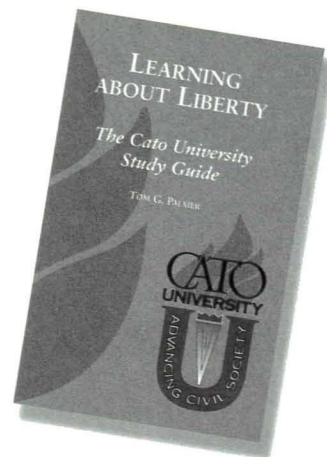 LEARNING
ABOUT LIBERTY
The Cato University
Study Guide
TOM G. PALMER
CATO
UNIVERSITY
ADVANCING CIVIL SOCIETY